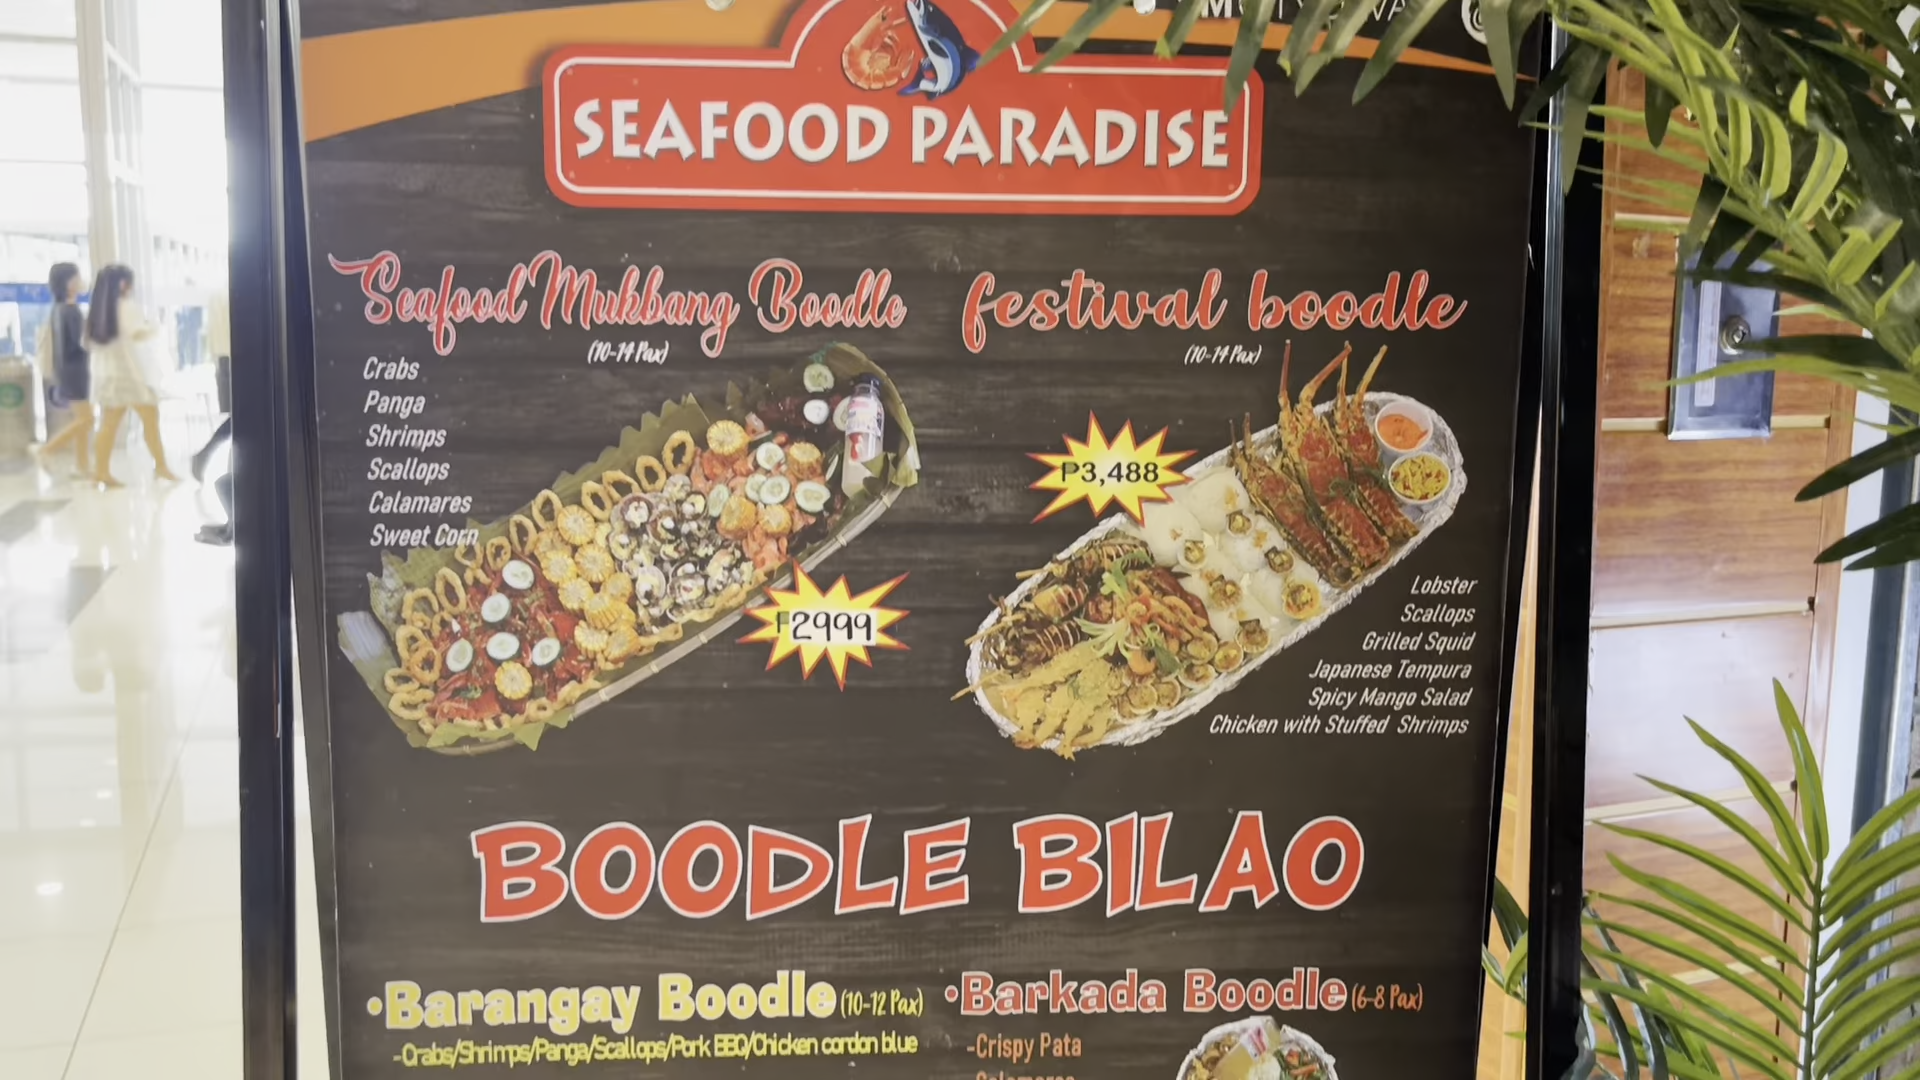 SEAFOOD PARADISE
Seafood Mukbang Boodle
(10-14 Pax)
Crabs
Panga
Shrimps
Scallops
Calamares
Sweet Corn
₱2999
festival boodle
(10-14 Pax)
₱3,488
Lobster
Scallops
Grilled Squid
Japanese Tempura
Spicy Mango Salad
Chicken with Stuffed Shrimps
BOODLE BILAO
•Barangay Boodle (10-12 Pax)
-Crabs/Shrimps/Panga/Scallops/Pork BBQ/Chicken cordon blue
•Barkada Boodle (6-8 Pax)
-Crispy Pata